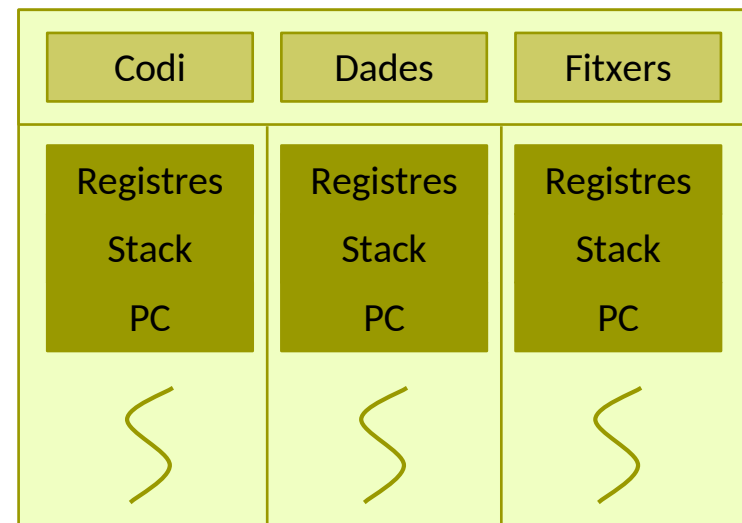 Codi Dades Fitxers
Registres Registres Registres
Stack Stack Stack
PC PC PC